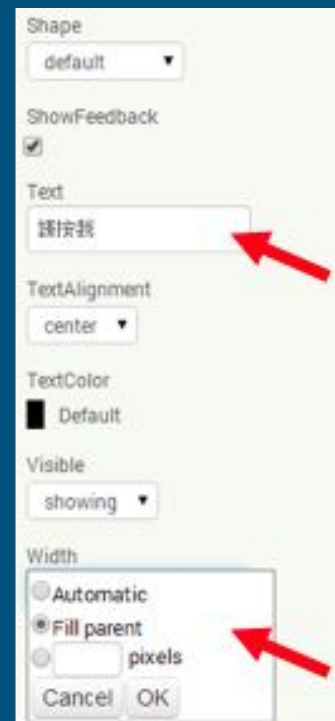 Shape
default
ShowFeedback
Text
請按我
TextAlignment
center
TextColor
Default
Visible
showing
Width
Automatic
Fill parent
pixels
Cancel OK